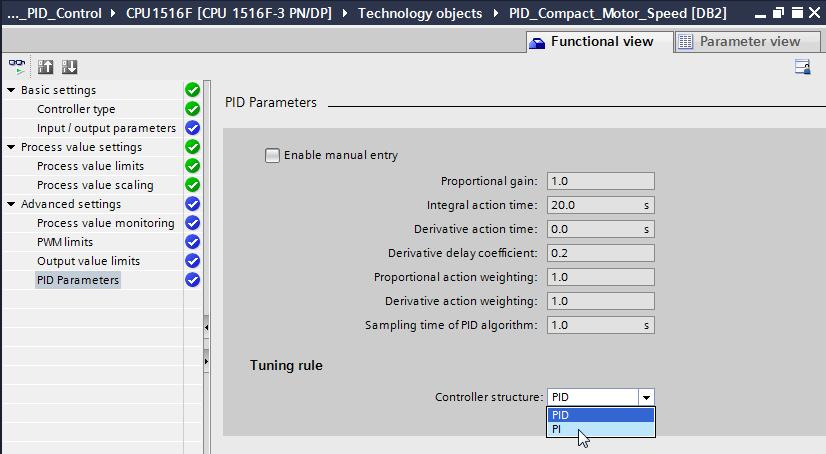 ..._PID_Control ▸ CPU1516F [CPU 1516F-3 PN/DP] ▸ Technology objects ▸ PID_Compact_Motor_Speed [DB2]
Functional view
Parameter view
Basic settings
Controller type
Input / output parameters
Process value settings
Process value limits
Process value scaling
Advanced settings
Process value monitoring
PWM limits
Output value limits
PID Parameters
PID Parameters
Enable manual entry
Proportional gain: 1.0
Integral action time: 20.0 s
Derivative action time: 0.0 s
Derivative delay coefficient: 0.2
Proportional action weighting: 1.0
Derivative action weighting: 1.0
Sampling time of PID algorithm: 1.0 s
Tuning rule
Controller structure: PID
PID
PI